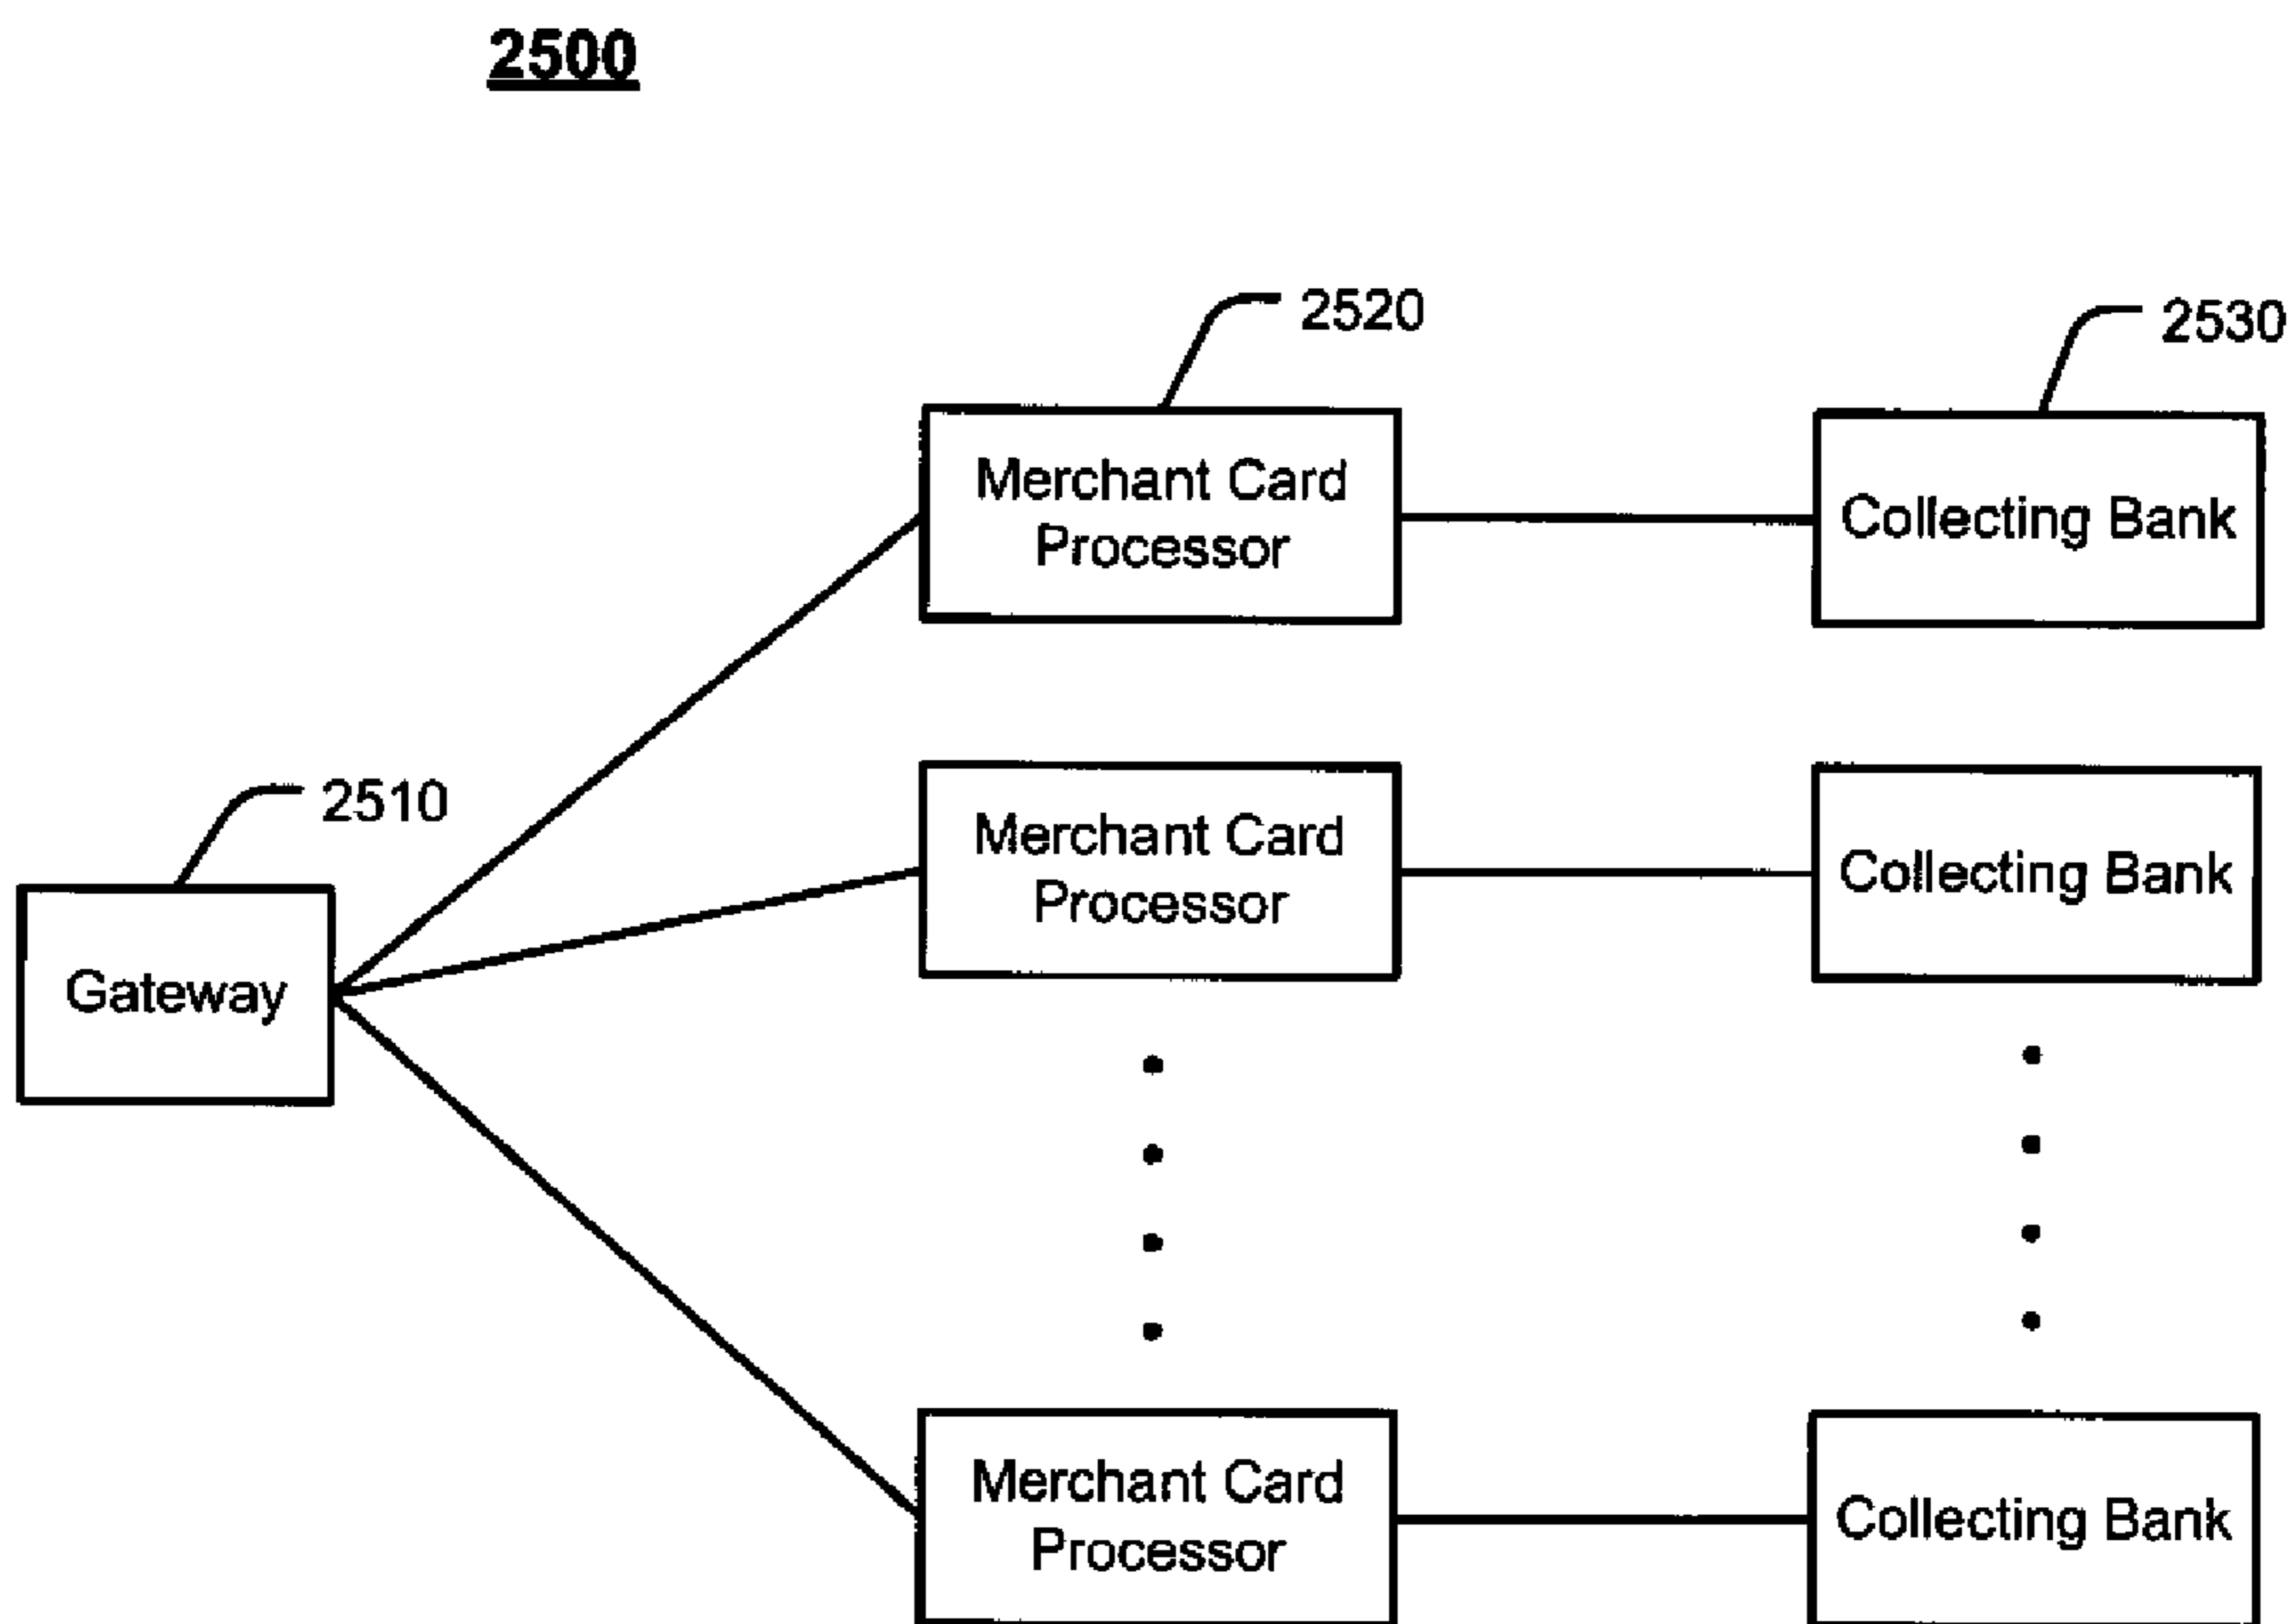 2500
2520
2530
Merchant Card
Processor
Collecting Bank
2510
Merchant Card
Processor
Collecting Bank
Gateway
Merchant Card
Processor
Collecting Bank